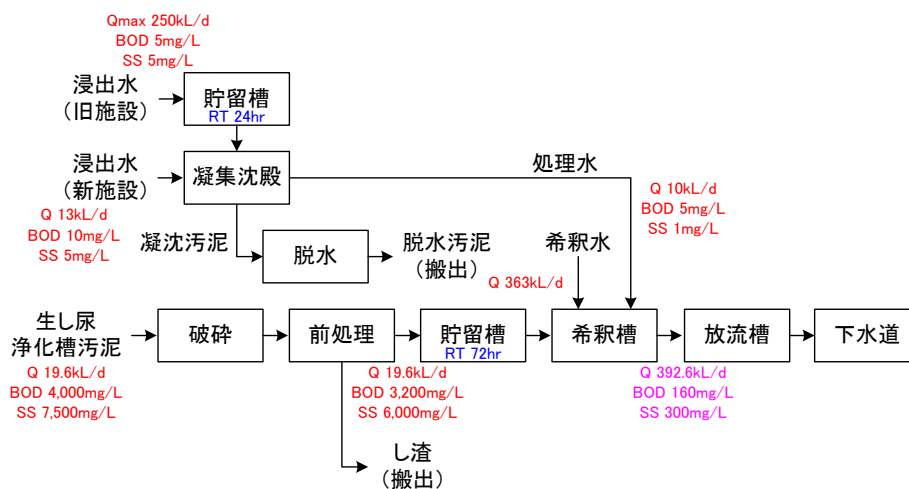 Qmax 250kL/d
BOD 5mg/L
SS 5mg/L
浸出水
（旧施設）
貯留槽
RT 24hr
浸出水
（新施設）
凝集沈殿
処理水
Q 13kL/d
BOD 10mg/L
SS 5mg/L
Q 10kL/d
BOD 5mg/L
SS 1mg/L
凝沈汚泥
脱水
脱水汚泥
（搬出）
希釈水
Q 363kL/d
生し尿
浄化槽汚泥
破砕
前処理
貯留槽
RT 72hr
希釈槽
放流槽
下水道
Q 19.6kL/d
BOD 4,000mg/L
SS 7,500mg/L
Q 19.6kL/d
BOD 3,200mg/L
SS 6,000mg/L
Q 392.6kL/d
BOD 160mg/L
SS 300mg/L
し渣
（搬出）